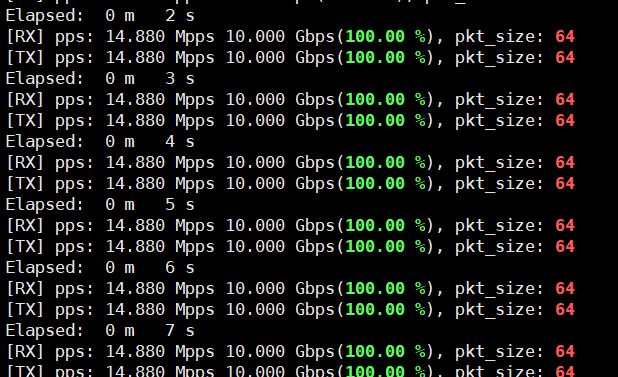 Elapsed:  0 m   2 s
[RX] pps: 14.880 Mpps 10.000 Gbps(100.00 %), pkt_size: 64
[TX] pps: 14.880 Mpps 10.000 Gbps(100.00 %), pkt_size: 64
Elapsed:  0 m   3 s
[RX] pps: 14.880 Mpps 10.000 Gbps(100.00 %), pkt_size: 64
[TX] pps: 14.880 Mpps 10.000 Gbps(100.00 %), pkt_size: 64
Elapsed:  0 m   4 s
[RX] pps: 14.880 Mpps 10.000 Gbps(100.00 %), pkt_size: 64
[TX] pps: 14.880 Mpps 10.000 Gbps(100.00 %), pkt_size: 64
Elapsed:  0 m   5 s
[RX] pps: 14.880 Mpps 10.000 Gbps(100.00 %), pkt_size: 64
[TX] pps: 14.880 Mpps 10.000 Gbps(100.00 %), pkt_size: 64
Elapsed:  0 m   6 s
[RX] pps: 14.880 Mpps 10.000 Gbps(100.00 %), pkt_size: 64
[TX] pps: 14.880 Mpps 10.000 Gbps(100.00 %), pkt_size: 64
Elapsed:  0 m   7 s
[RX] pps: 14.880 Mpps 10.000 Gbps(100.00 %), pkt_size: 64
[TX] pps: 14.880 Mpps 10.000 Gbps(100.00 %), pkt_size: 64